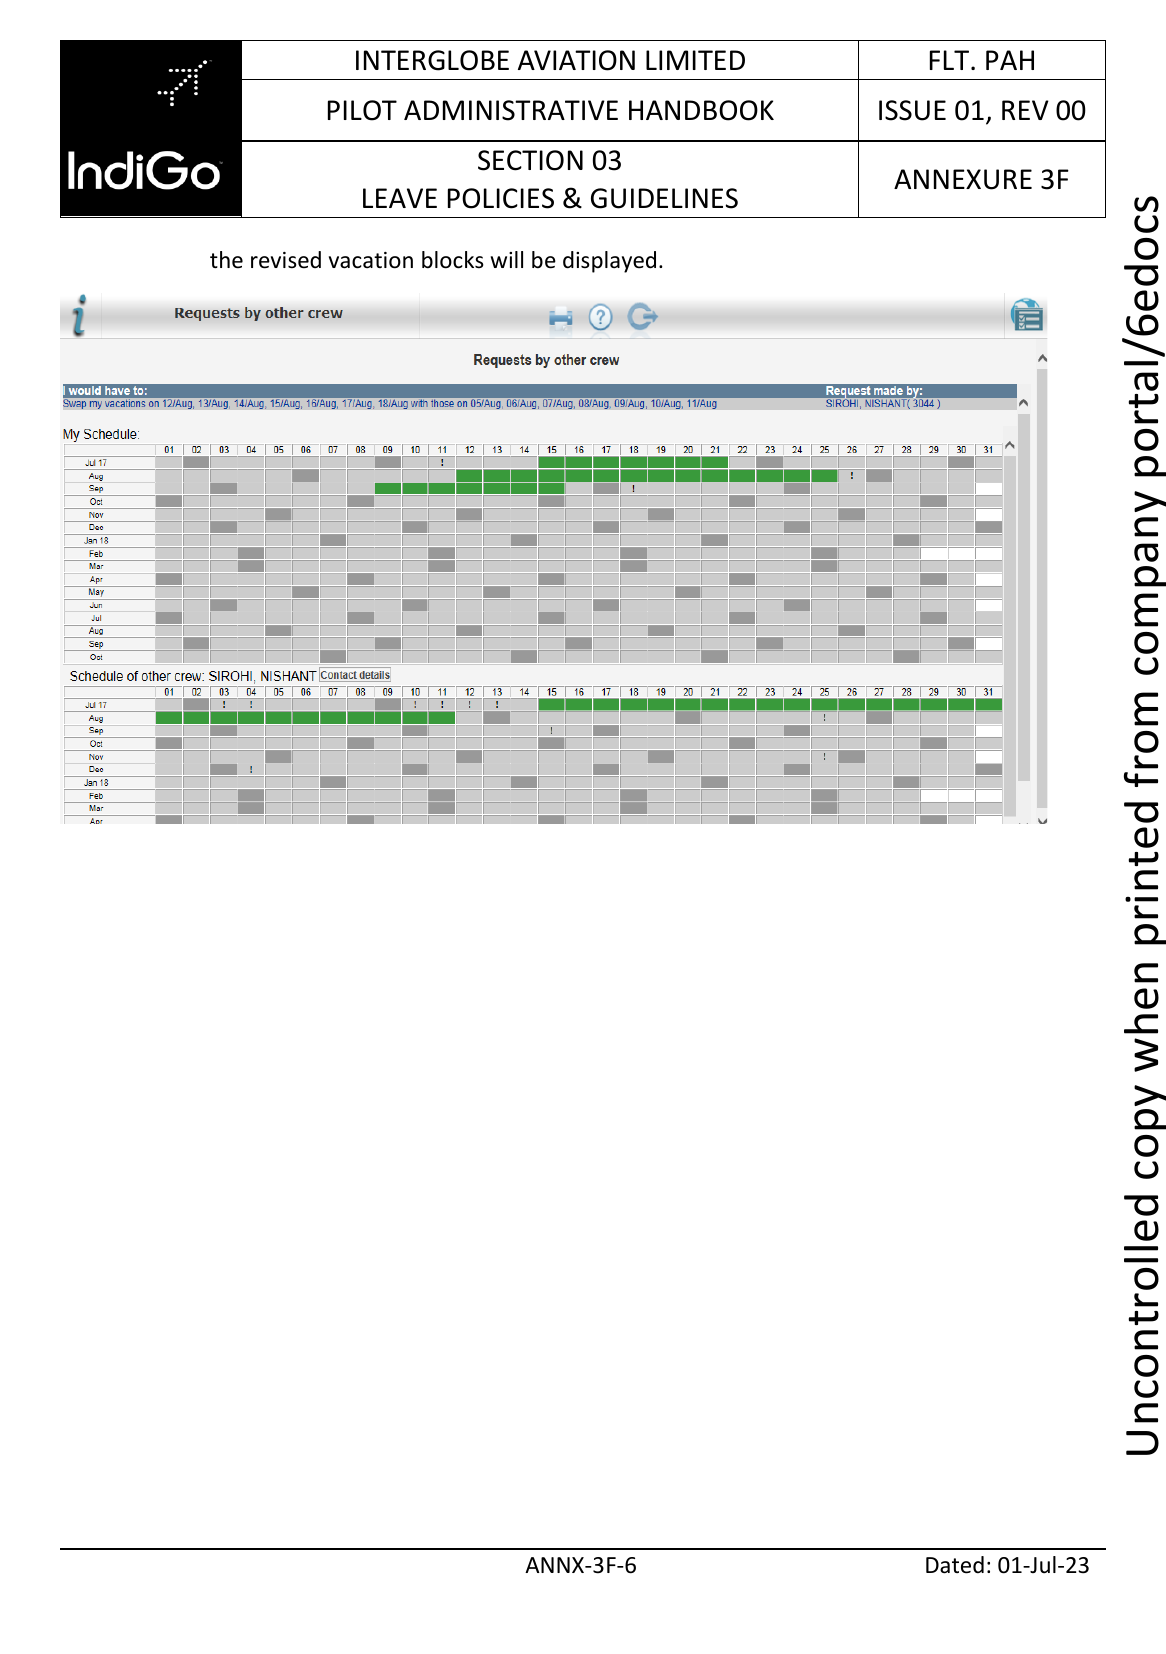 INTERGLOBE AVIATION LIMITED
FLT. PAH
PILOT ADMINISTRATIVE HANDBOOK
ISSUE 01, REV 00
IndiGo
SECTION 03
LEAVE POLICIES & GUIDELINES
ANNEXURE 3F
the revised vacation blocks will be displayed.
Requests by other crew
Requests by other crew
I would have to: Request made by:
Swap my vacations on 12/Aug, 13/Aug, 14/Aug, 15/Aug, 16/Aug, 17/Aug, 18/Aug with those on 05/Aug, 06/Aug, 07/Aug, 08/Aug, 09/Aug, 10/Aug, 11/Aug SIROHI, NISHANT( 3044 )
My Schedule:
01 02 03 04 05 06 07 08 09 10 11 12 13 14 15 16 17 18 19 20 21 22 23 24 25 26 27 28 29 30 31
Jul 17 !
Aug !
Sep !
Oct
Nov
Dec
Jan 18
Feb
Mar
Apr
May
Jun
Jul
Aug
Sep
Oct
Schedule of other crew: SIROHI, NISHANT Contact details
01 02 03 04 05 06 07 08 09 10 11 12 13 14 15 16 17 18 19 20 21 22 23 24 25 26 27 28 29 30 31
Jul 17 ! ! ! ! ! !
Aug !
Sep !
Oct
Nov !
Dec !
Jan 18
Feb
Mar
Apr
Uncontrolled copy when printed from company portal/6edocs
ANNX-3F-6
Dated: 01-Jul-23